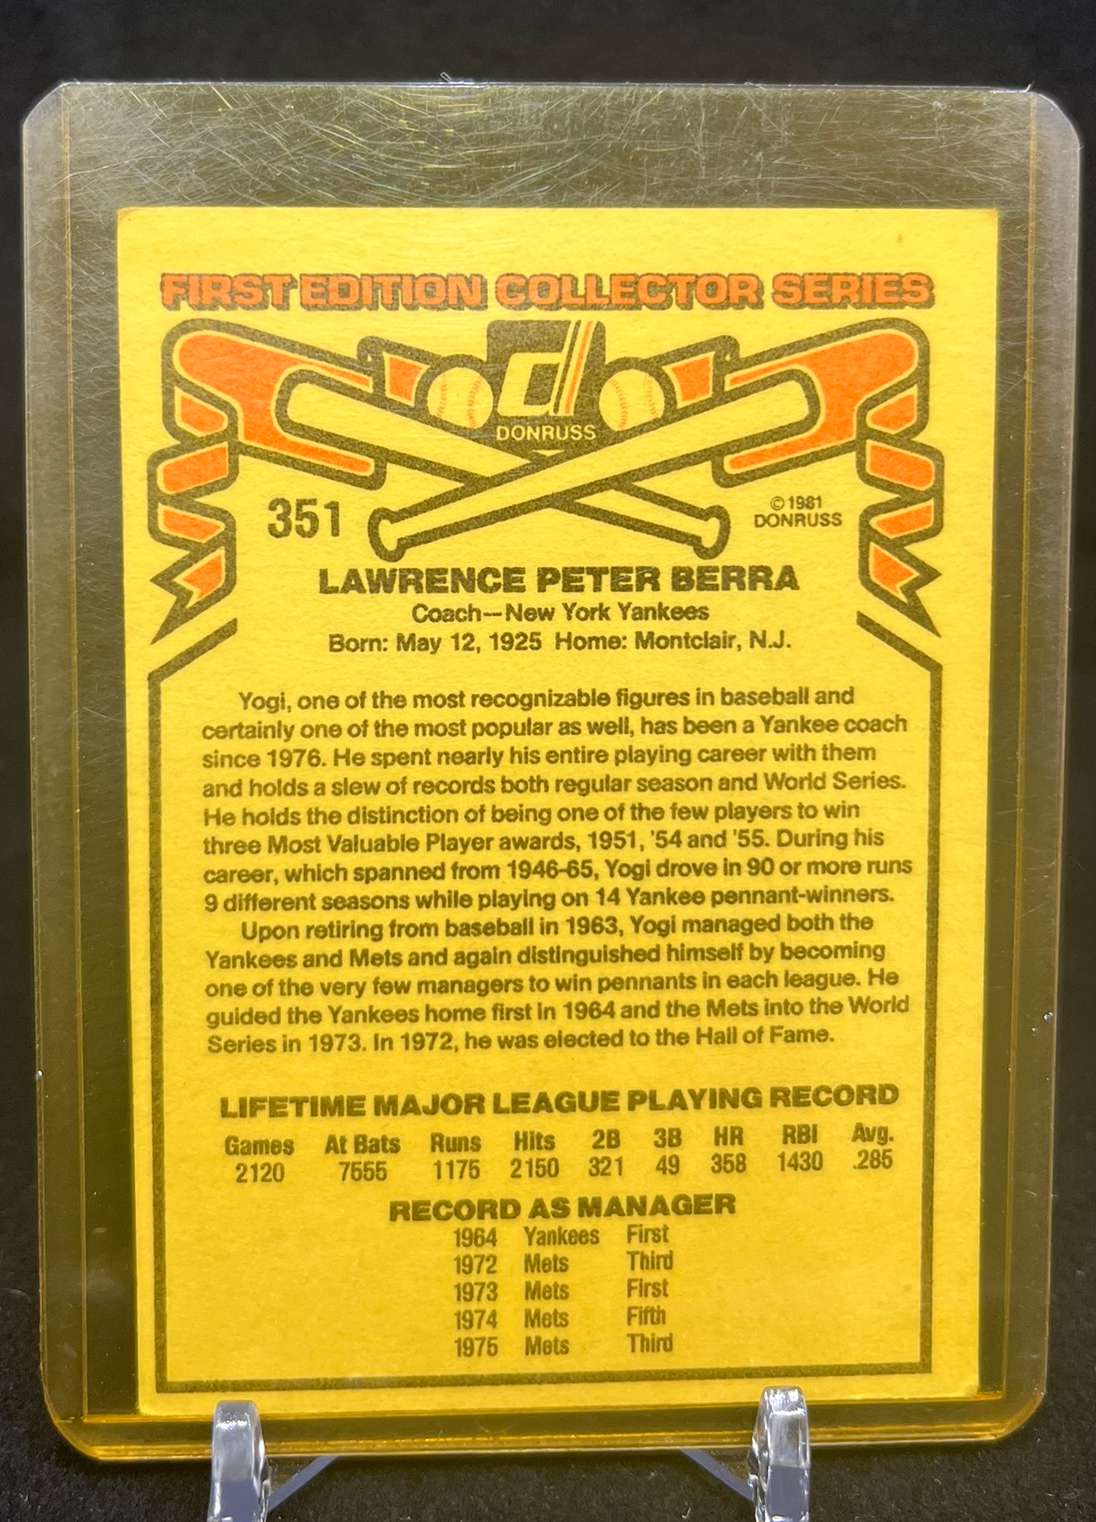 FIRST EDITION COLLECTOR SERIES
DONRUSS
351
©1981
DONRUSS
LAWRENCE PETER BERRA
Coach—New York Yankees
Born: May 12, 1925 Home: Montclair, N.J.
Yogi, one of the most recognizable figures in baseball and
certainly one of the most popular as well, has been a Yankee coach
since 1976. He spent nearly his entire playing career with them
and holds a slew of records both regular season and World Series.
He holds the distinction of being one of the few players to win
three Most Valuable Player awards, 1951, '54 and '55. During his
career, which spanned from 1946-65, Yogi drove in 90 or more runs
9 different seasons while playing on 14 Yankee pennant-winners.
Upon retiring from baseball in 1963, Yogi managed both the
Yankees and Mets and again distinguished himself by becoming
one of the very few managers to win pennants in each league. He
guided the Yankees home first in 1964 and the Mets into the World
Series in 1973. In 1972, he was elected to the Hall of Fame.
LIFETIME MAJOR LEAGUE PLAYING RECORD
Games At Bats Runs Hits 2B 3B HR RBI Avg.
2120 7555 1175 2150 321 49 358 1430 .285
RECORD AS MANAGER
1964 Yankees First
1972 Mets Third
1973 Mets First
1974 Mets Fifth
1975 Mets Third